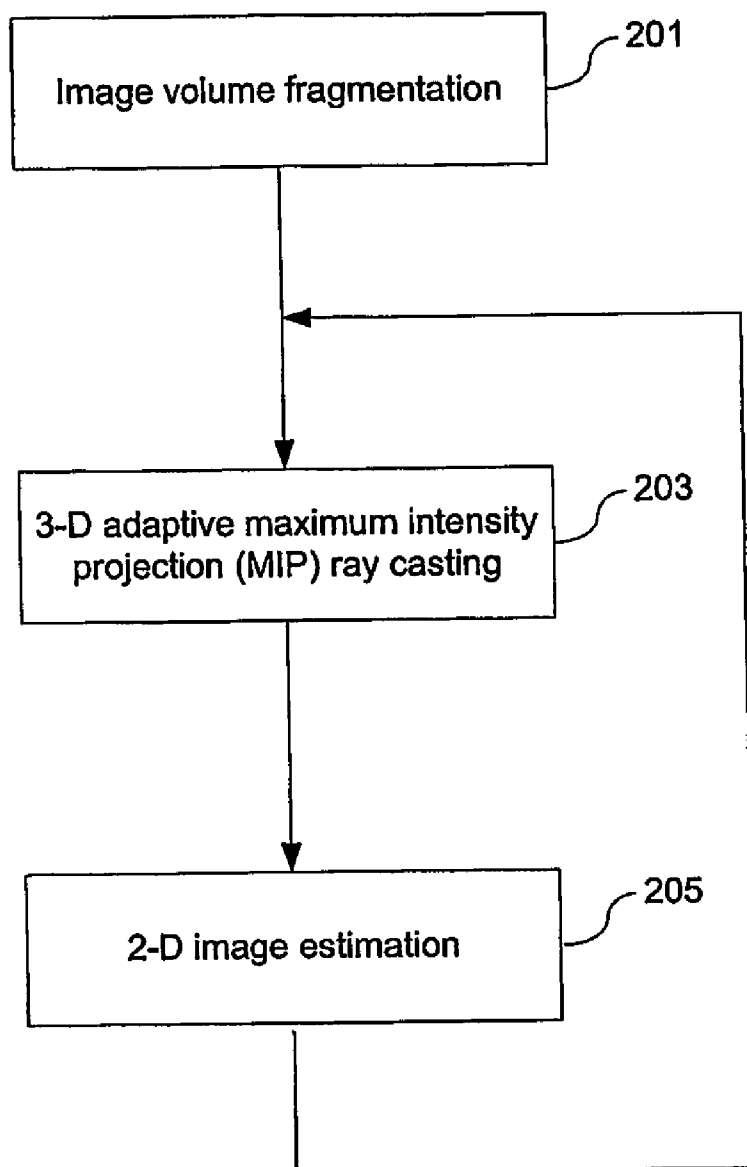 201
Image volume fragmentation
203
3-D adaptive maximum intensity
projection (MIP) ray casting
205
2-D image estimation